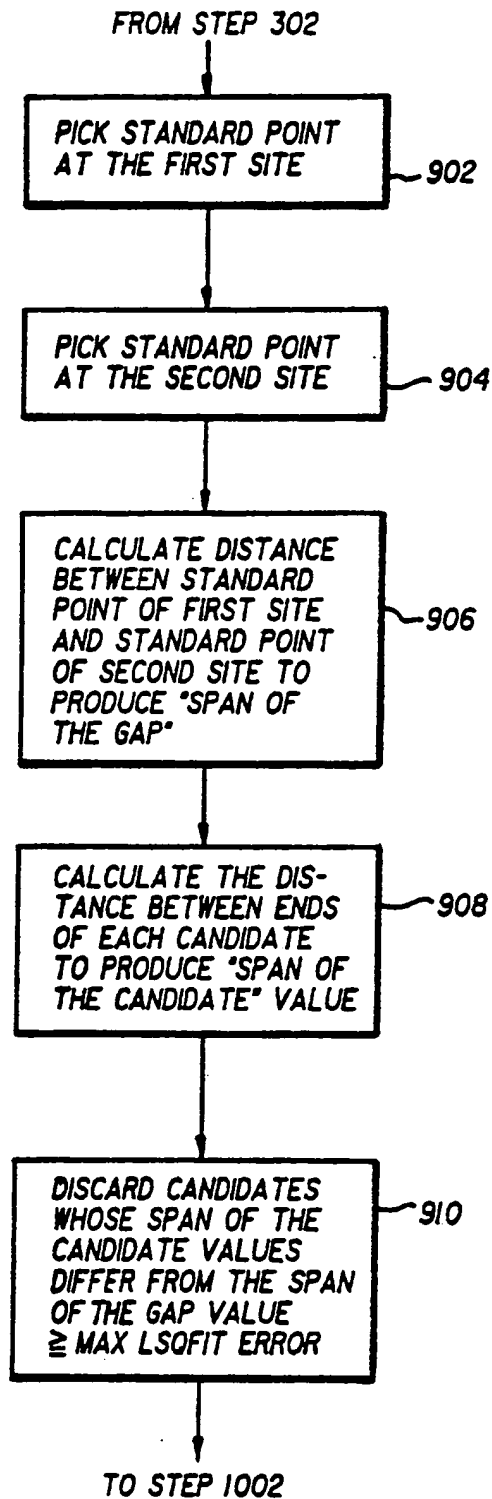 FROM STEP 302
PICK STANDARD POINT
AT THE FIRST SITE
902
PICK STANDARD POINT
AT THE SECOND SITE
904
CALCULATE DISTANCE
BETWEEN STANDARD
POINT OF FIRST SITE
AND STANDARD POINT
OF SECOND SITE TO
PRODUCE "SPAN OF
THE GAP"
906
CALCULATE THE DIS-
TANCE BETWEEN ENDS
OF EACH CANDIDATE
TO PRODUCE "SPAN OF
THE CANDIDATE" VALUE
908
DISCARD CANDIDATES
WHOSE SPAN OF THE
CANDIDATE VALUES
DIFFER FROM THE SPAN
OF THE GAP VALUE
≧ MAX LSQFIT ERROR
910
TO STEP 1002